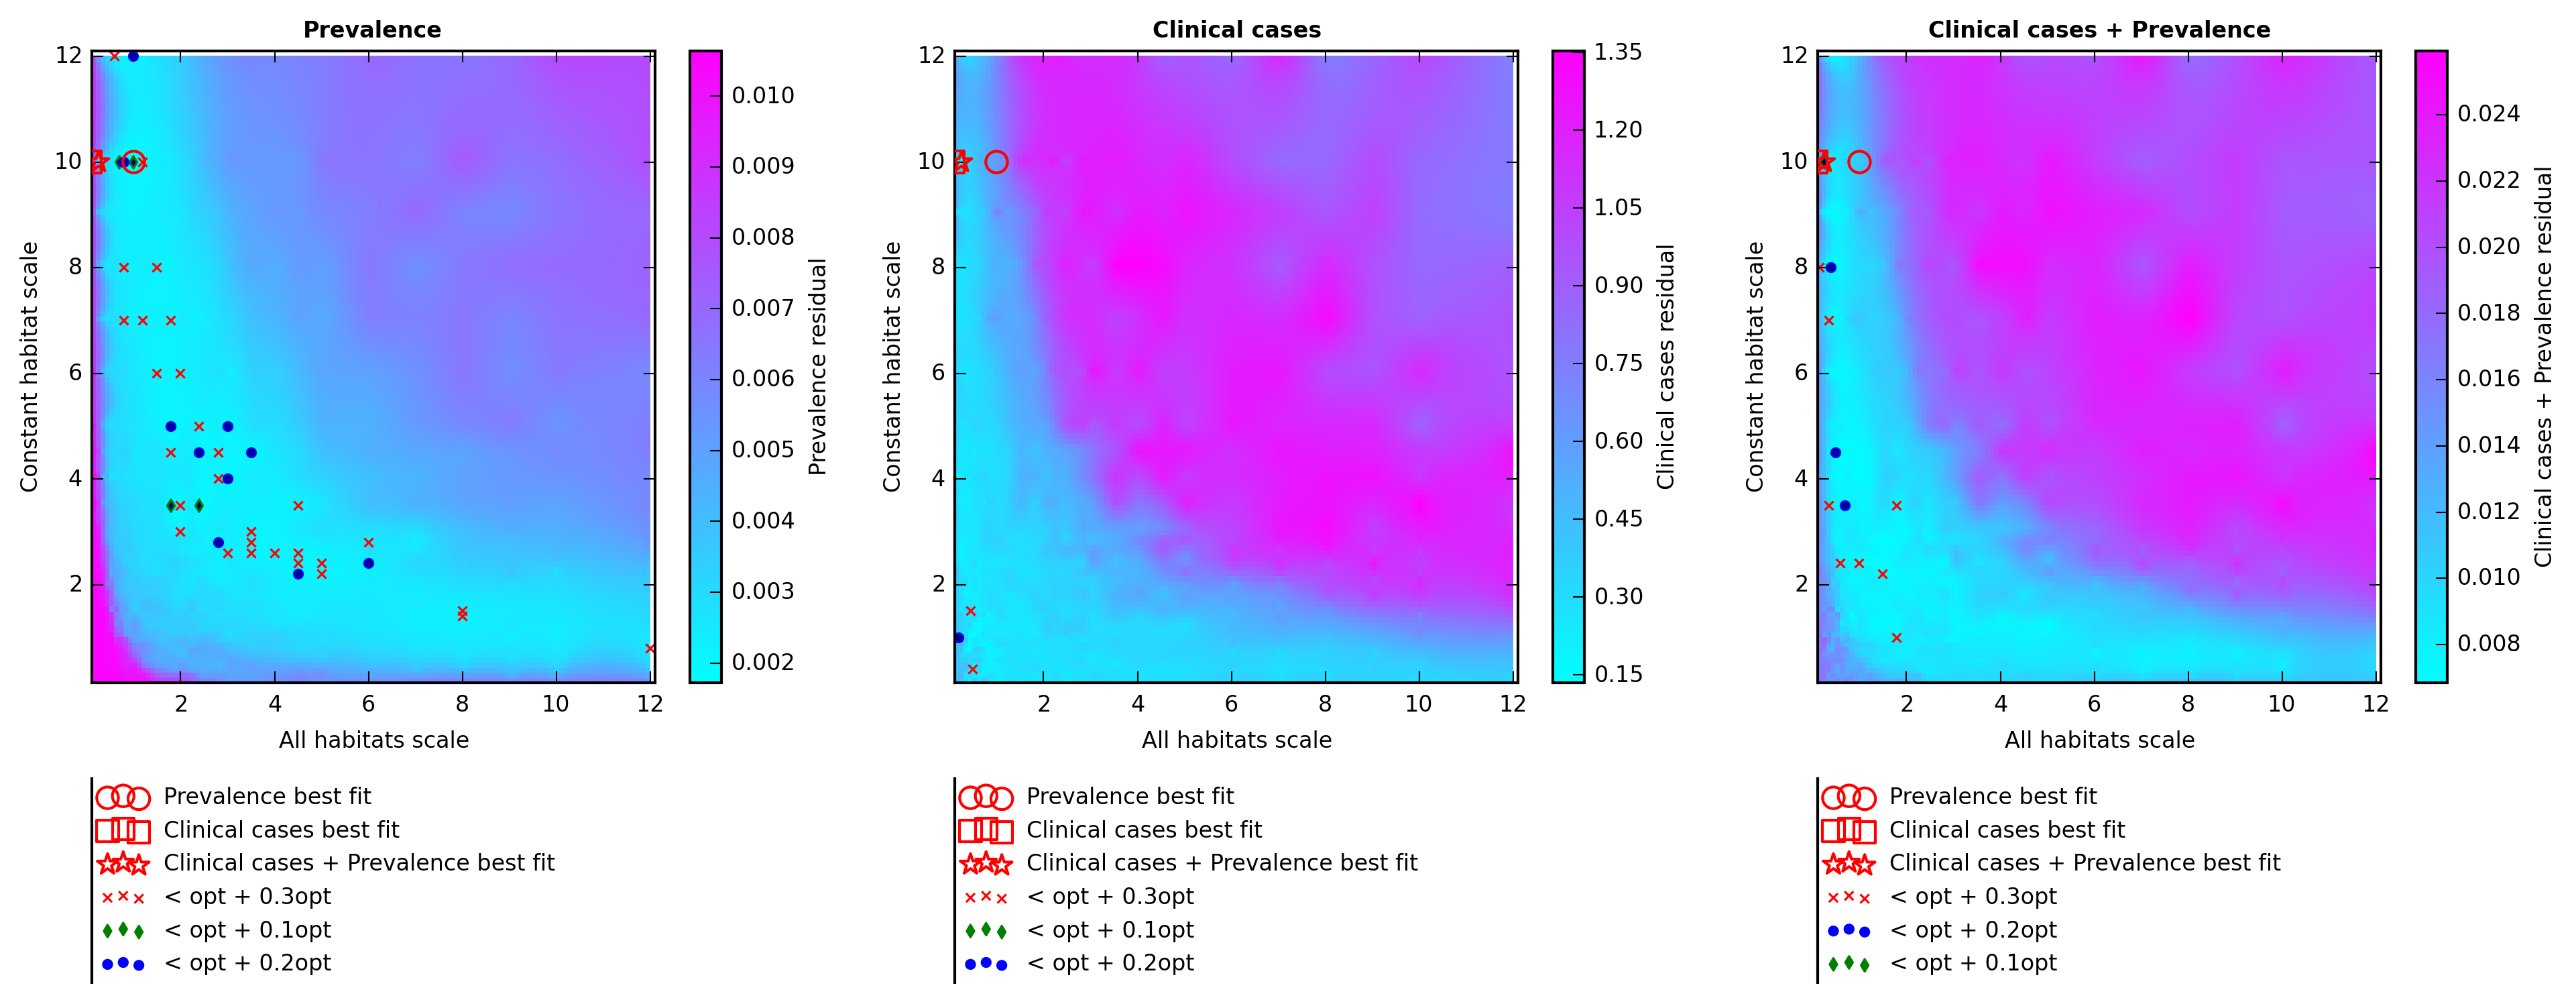 Prevalence
12
10
8
6
4
2
Constant habitat scale
2 4 6 8 10 12
All habitats scale
0.010
0.009
0.008
0.007
0.006
0.005
0.004
0.003
0.002
Prevalence residual
Prevalence best fit
Clinical cases best fit
Clinical cases + Prevalence best fit
< opt + 0.3opt
< opt + 0.1opt
< opt + 0.2opt
Clinical cases
12
10
8
6
4
2
Constant habitat scale
2 4 6 8 10 12
All habitats scale
1.35
1.20
1.05
0.90
0.75
0.60
0.45
0.30
0.15
Clinical cases residual
Prevalence best fit
Clinical cases best fit
Clinical cases + Prevalence best fit
< opt + 0.3opt
< opt + 0.1opt
< opt + 0.2opt
Clinical cases + Prevalence
12
10
8
6
4
2
Constant habitat scale
2 4 6 8 10 12
All habitats scale
0.024
0.022
0.020
0.018
0.016
0.014
0.012
0.010
0.008
Clinical cases + Prevalence residual
Prevalence best fit
Clinical cases best fit
Clinical cases + Prevalence best fit
< opt + 0.3opt
< opt + 0.2opt
< opt + 0.1opt